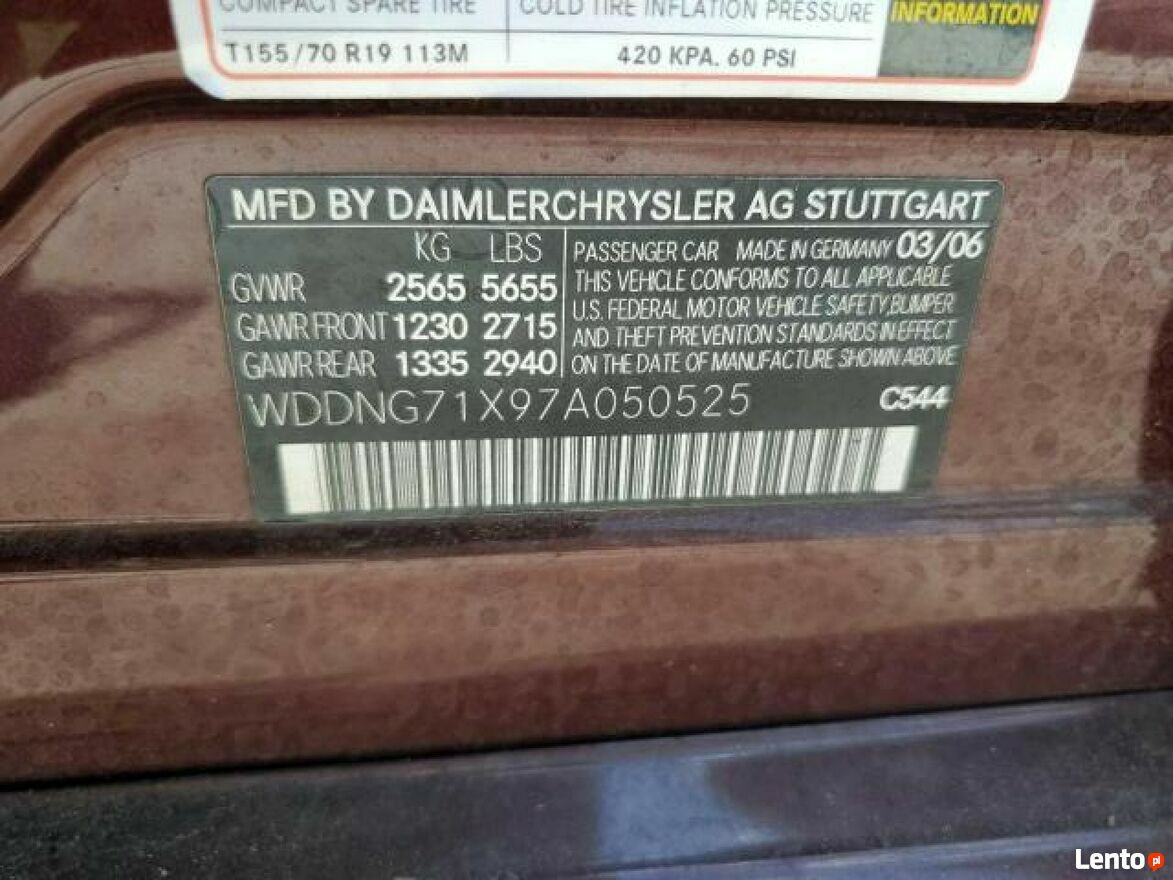 COMPACT SPARE TIRE COLD TIRE INFLATION PRESSURE INFORMATION
T155/70 R19 113M 420 KPA. 60 PSI
MFD BY DAIMLERCHRYSLER AG STUTTGART
KG LBS
GVWR 2565 5655
GAWR FRONT 1230 2715
GAWR REAR 1335 2940
PASSENGER CAR MADE IN GERMANY 03/06
THIS VEHICLE CONFORMS TO ALL APPLICABLE
U.S. FEDERAL MOTOR VEHICLE SAFETY,BUMPER
AND THEFT PREVENTION STANDARDS IN EFFECT
ON THE DATE OF MANUFACTURE SHOWN ABOVE
WDDNG71X97A050525 C544
Lento.pl